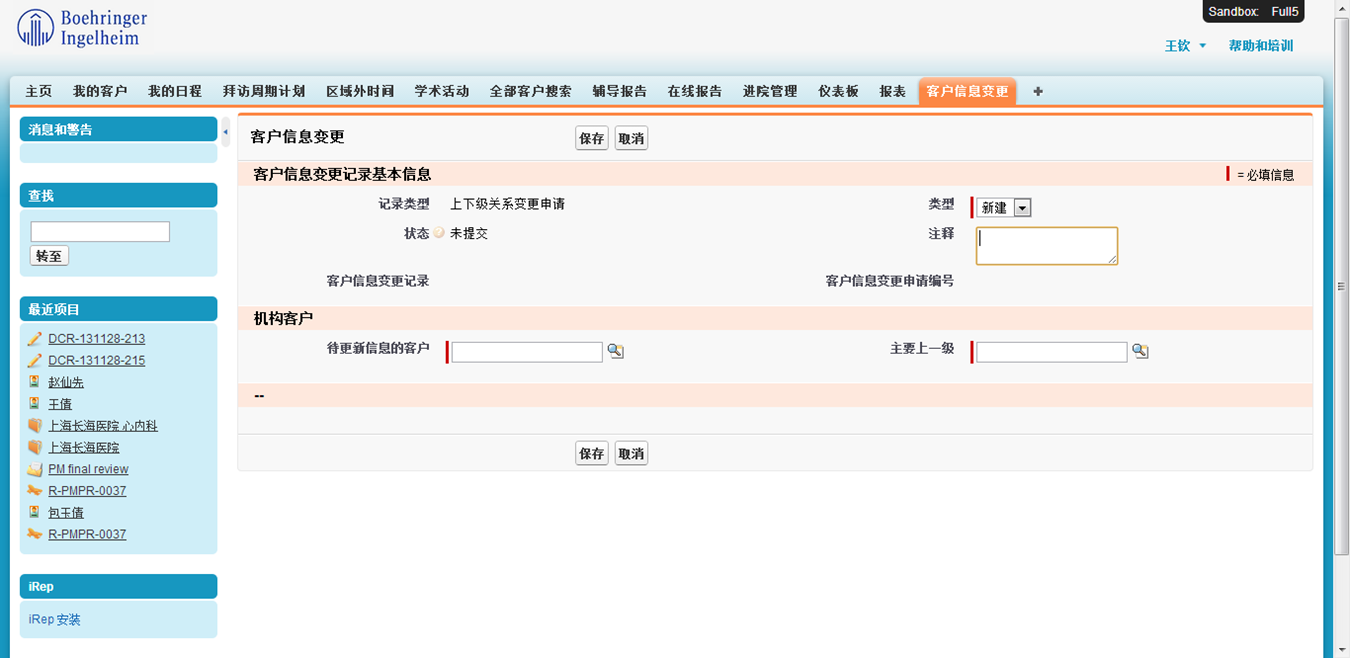 Boehringer
Ingelheim
Sandbox: Full5
王钦 帮助和培训
主页 我的客户 我的日程 拜访周期计划 区域外时间 学术活动 全部客户搜索 辅导报告 在线报告 进院管理 仪表板 报表 客户信息变更 +
消息和警告
查找
转至
最近项目
DCR-131128-213
DCR-131128-215
赵仙先
王倩
上海长海医院 心内科
上海长海医院
PM final review
R-PMPR-0037
包玉倩
R-PMPR-0037
iRep
iRep 安装
客户信息变更 保存 取消
客户信息变更记录基本信息 = 必填信息
记录类型 上下级关系变更申请 类型 新建
状态 未提交 注释
客户信息变更记录 客户信息变更申请编号
机构客户
待更新信息的客户 主要上一级
--
保存 取消